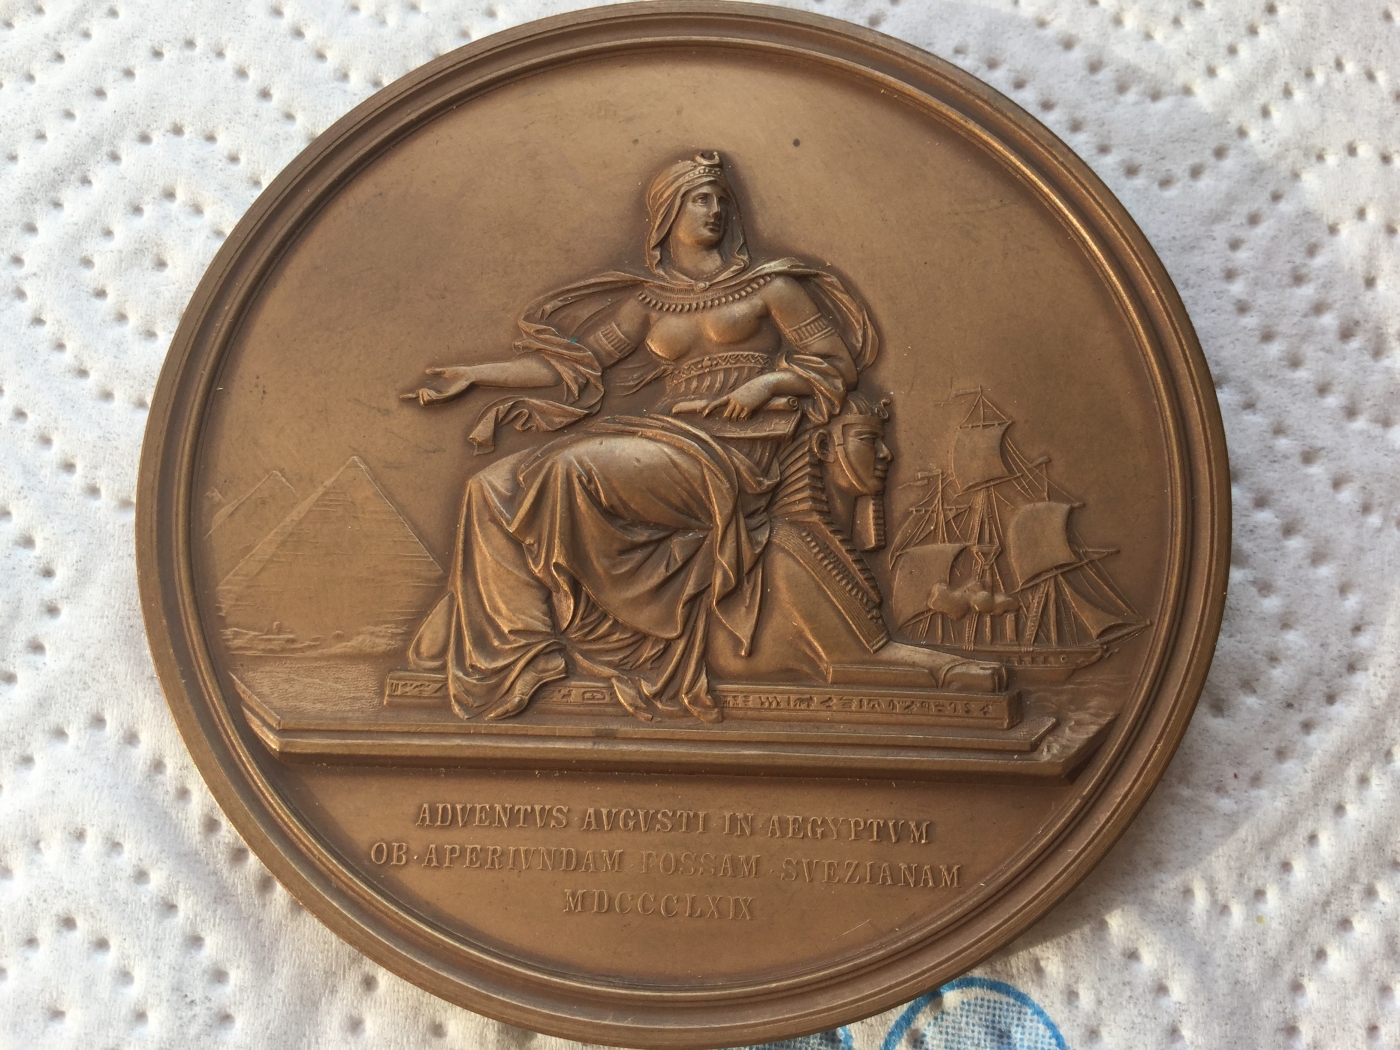 ADVENTVS AVGVSTI IN AEGYPTVM
OB·APERIVNDAM FOSSAM·SVEZIANAM
MDCCCLXIX